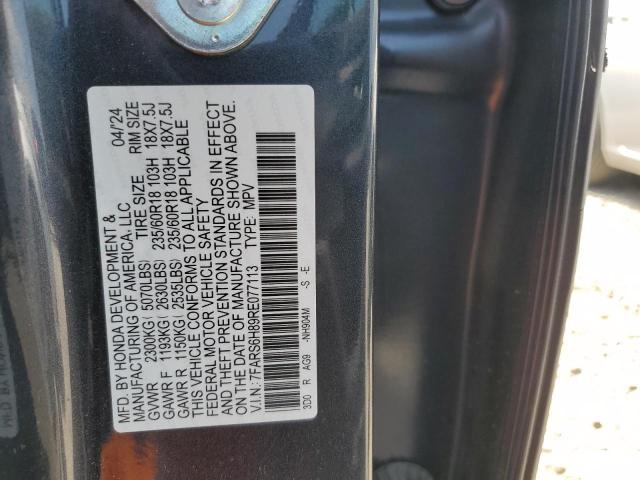 MFD. BY HONDA DEVELOPMENT & 04/24
MANUFACTURING OF AMERICA, LLC
TIRE SIZE RIM SIZE
GVWR 2300KG( 5070LBS) 235/60R18 103H 18X7.5J
GAWR F 1193KG( 2630LBS) 235/60R18 103H 18X7.5J
GAWR R 1150KG( 2535LBS)
THIS VEHICLE CONFORMS TO ALL APPLICABLE
FEDERAL MOTOR VEHICLE SAFETY
AND THEFT PREVENTION STANDARDS IN EFFECT
ON THE DATE OF MANUFACTURE SHOWN ABOVE.
V.I.N.: 7FARS6H89RE077113 TYPE: MPV
3D0 R AG9 -NH904M -S -E